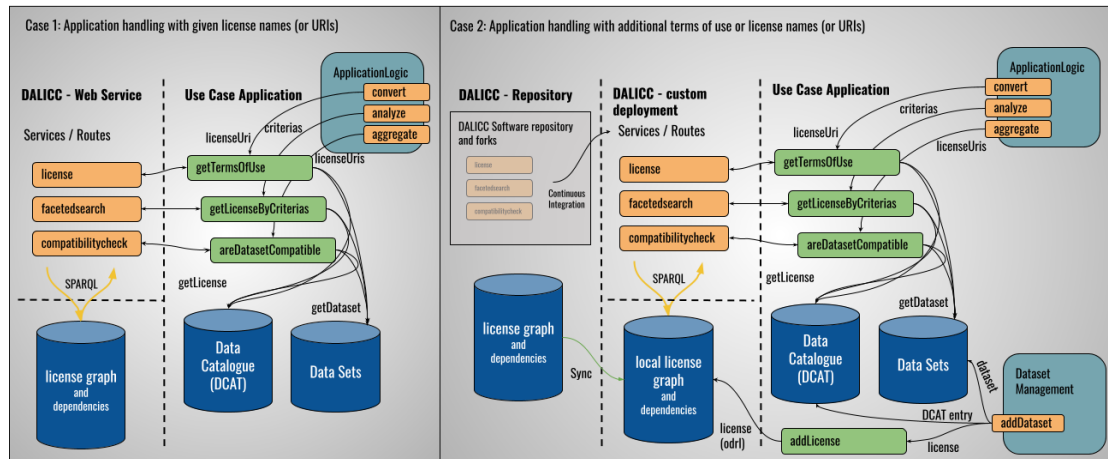 Case 1: Application handling with given license names (or URIs)
ApplicationLogic
convert
analyze
aggregate
DALICC - Web Service
Use Case Application
Services / Routes
criterias
licenseUri
licenseUris
license
getTermsOfUse
facetedsearch
getLicenseByCriterias
compatibilitycheck
areDatasetCompatible
SPARQL
getLicense
getDataset
license graph
and
dependencies
Data
Catalogue
(DCAT)
Data Sets
Case 2: Application handling with additional terms of use or license names (or URIs)
ApplicationLogic
convert
analyze
aggregate
DALICC - Repository
DALICC - custom
deployment
Use Case Application
DALICC Software repository
and forks
license
facetedsearch
compatibilitycheck
Continuous
Integration
Services / Routes
criterias
licenseUri
licenseUris
license
getTermsOfUse
facetedsearch
getLicenseByCriterias
compatibilitycheck
areDatasetCompatible
SPARQL
getLicense
getDataset
license graph
and
dependencies
Sync
local license
graph
and
dependencies
Data
Catalogue
(DCAT)
Data Sets
dataset
Dataset
Management
DCAT entry
addDataset
license
(odrl)
addLicense
license